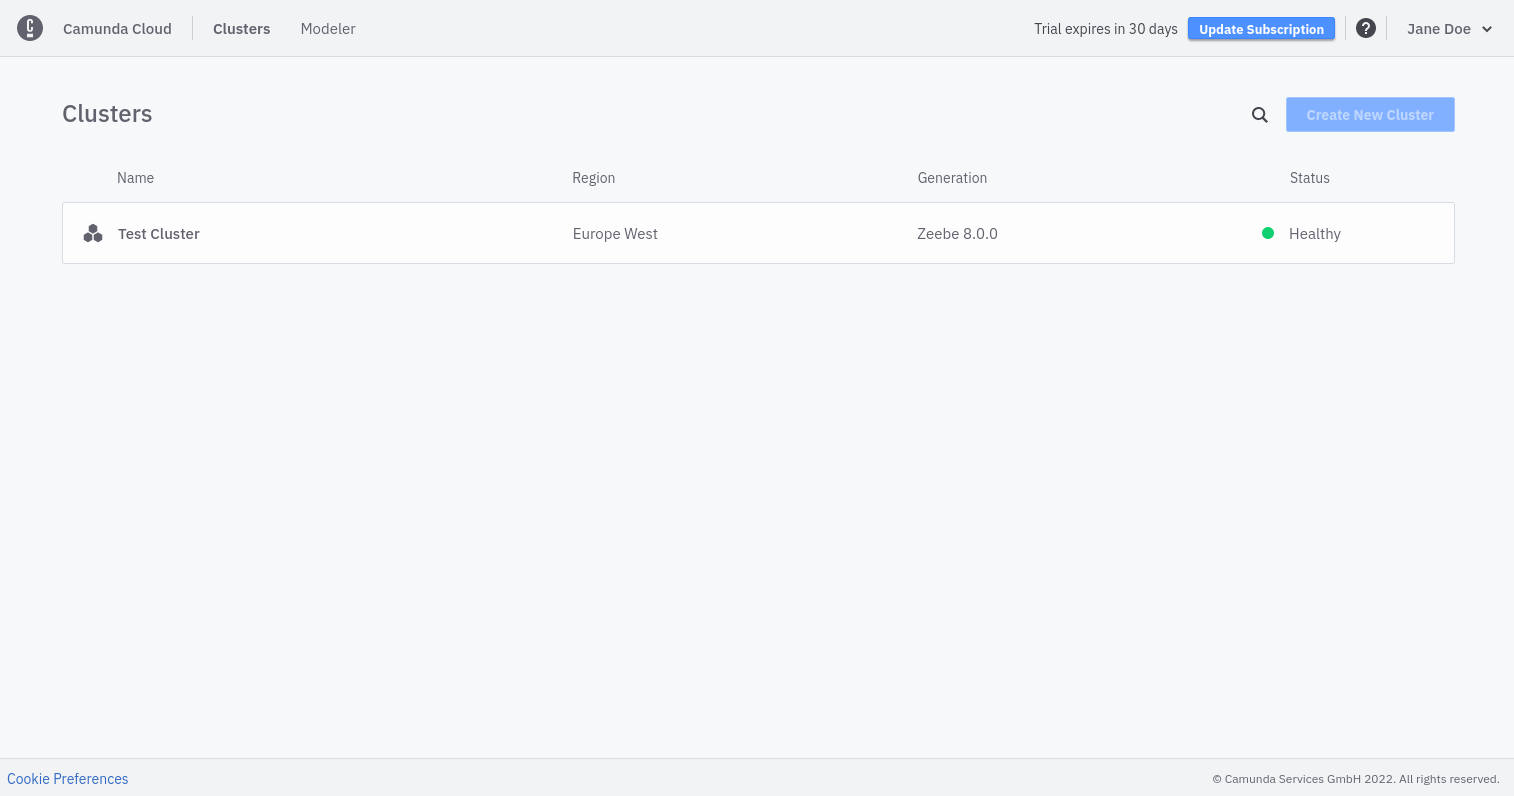 Camunda Cloud Clusters Modeler Trial expires in 30 days Update Subscription ? Jane Doe
Clusters Create New Cluster
Name Region Generation Status
Test Cluster Europe West Zeebe 8.0.0 Healthy
Cookie Preferences © Camunda Services GmbH 2022. All rights reserved.